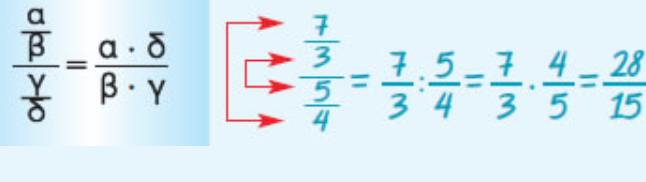 α/β / γ/δ = α · δ / β · γ
7/3 / 5/4 = 7/3 : 5/4 = 7/3 · 4/5 = 28/15